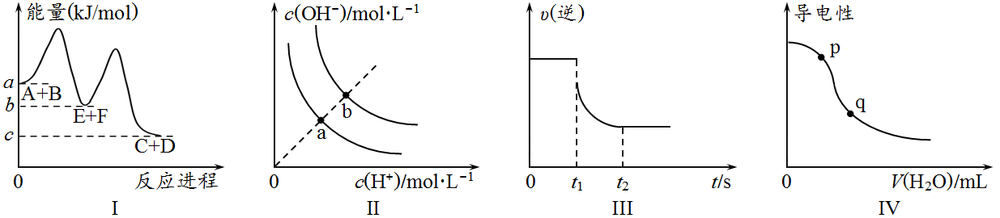 能量(kJ/mol)
a
A+B
b
E+F
c
C+D
0
反应进程
I
c(OH⁻)/mol·L⁻¹
b
a
0
c(H⁺)/mol·L⁻¹
II
υ(逆)
0
t₁
t₂
t/s
III
导电性
p
q
0
V(H₂O)/mL
IV